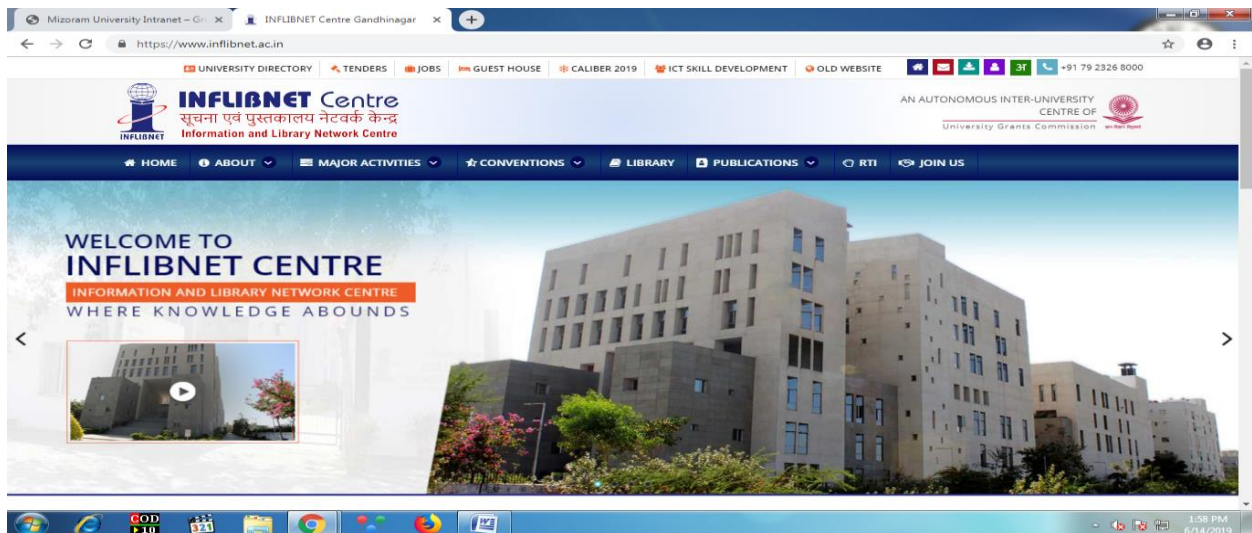 Mizoram University Intranet – Gr
INFLIBNET Centre Gandhinagar
https://www.inflibnet.ac.in
UNIVERSITY DIRECTORY TENDERS JOBS GUEST HOUSE CALIBER 2019 ICT SKILL DEVELOPMENT OLD WEBSITE अ +91 79 2326 8000
INFLIBNET Centre
सूचना एवं पुस्तकालय नेटवर्क केन्द्र
Information and Library Network Centre
INFLIBNET
AN AUTONOMOUS INTER-UNIVERSITY
CENTRE OF
University Grants Commission
HOME ABOUT MAJOR ACTIVITIES CONVENTIONS LIBRARY PUBLICATIONS RTI JOIN US
WELCOME TO
INFLIBNET CENTRE
INFORMATION AND LIBRARY NETWORK CENTRE
WHERE KNOWLEDGE ABOUNDS
COD
10
321
1:58 PM
6/14/2019